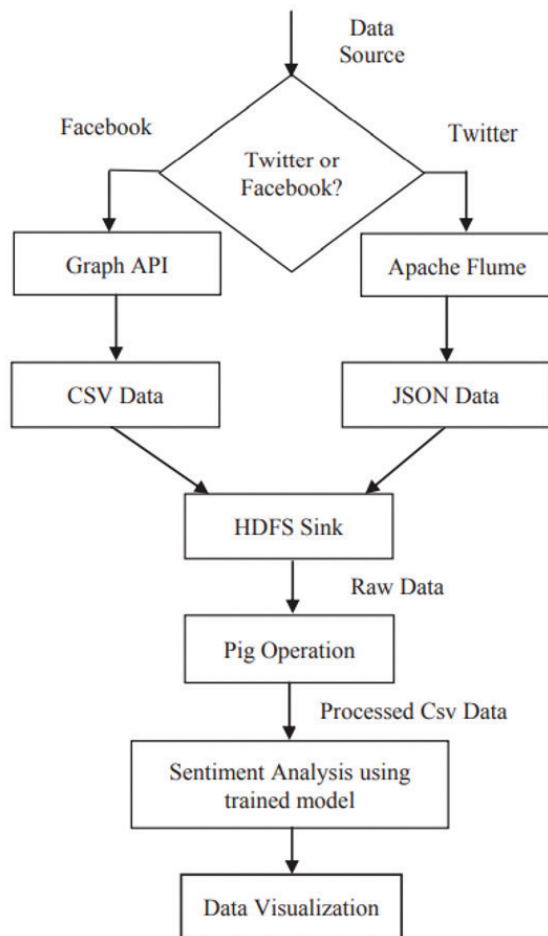 Data
Source
Facebook
Twitter
Twitter or
Facebook?
Graph API
Apache Flume
CSV Data
JSON Data
HDFS Sink
Raw Data
Pig Operation
Processed Csv Data
Sentiment Analysis using
trained model
Data Visualization